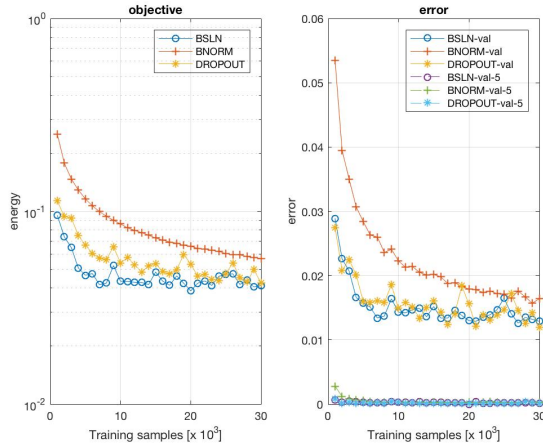 objective
10^0
10^-1
10^-2
energy
0
10
20
30
Training samples [x 10^3]
BSLN
BNORM
DROPOUT
error
0.06
0.05
0.04
0.03
0.02
0.01
0
error
0
10
20
30
Training samples [x 10^3]
BSLN-val
BNORM-val
DROPOUT-val
BSLN-val-5
BNORM-val-5
DROPOUT-val-5